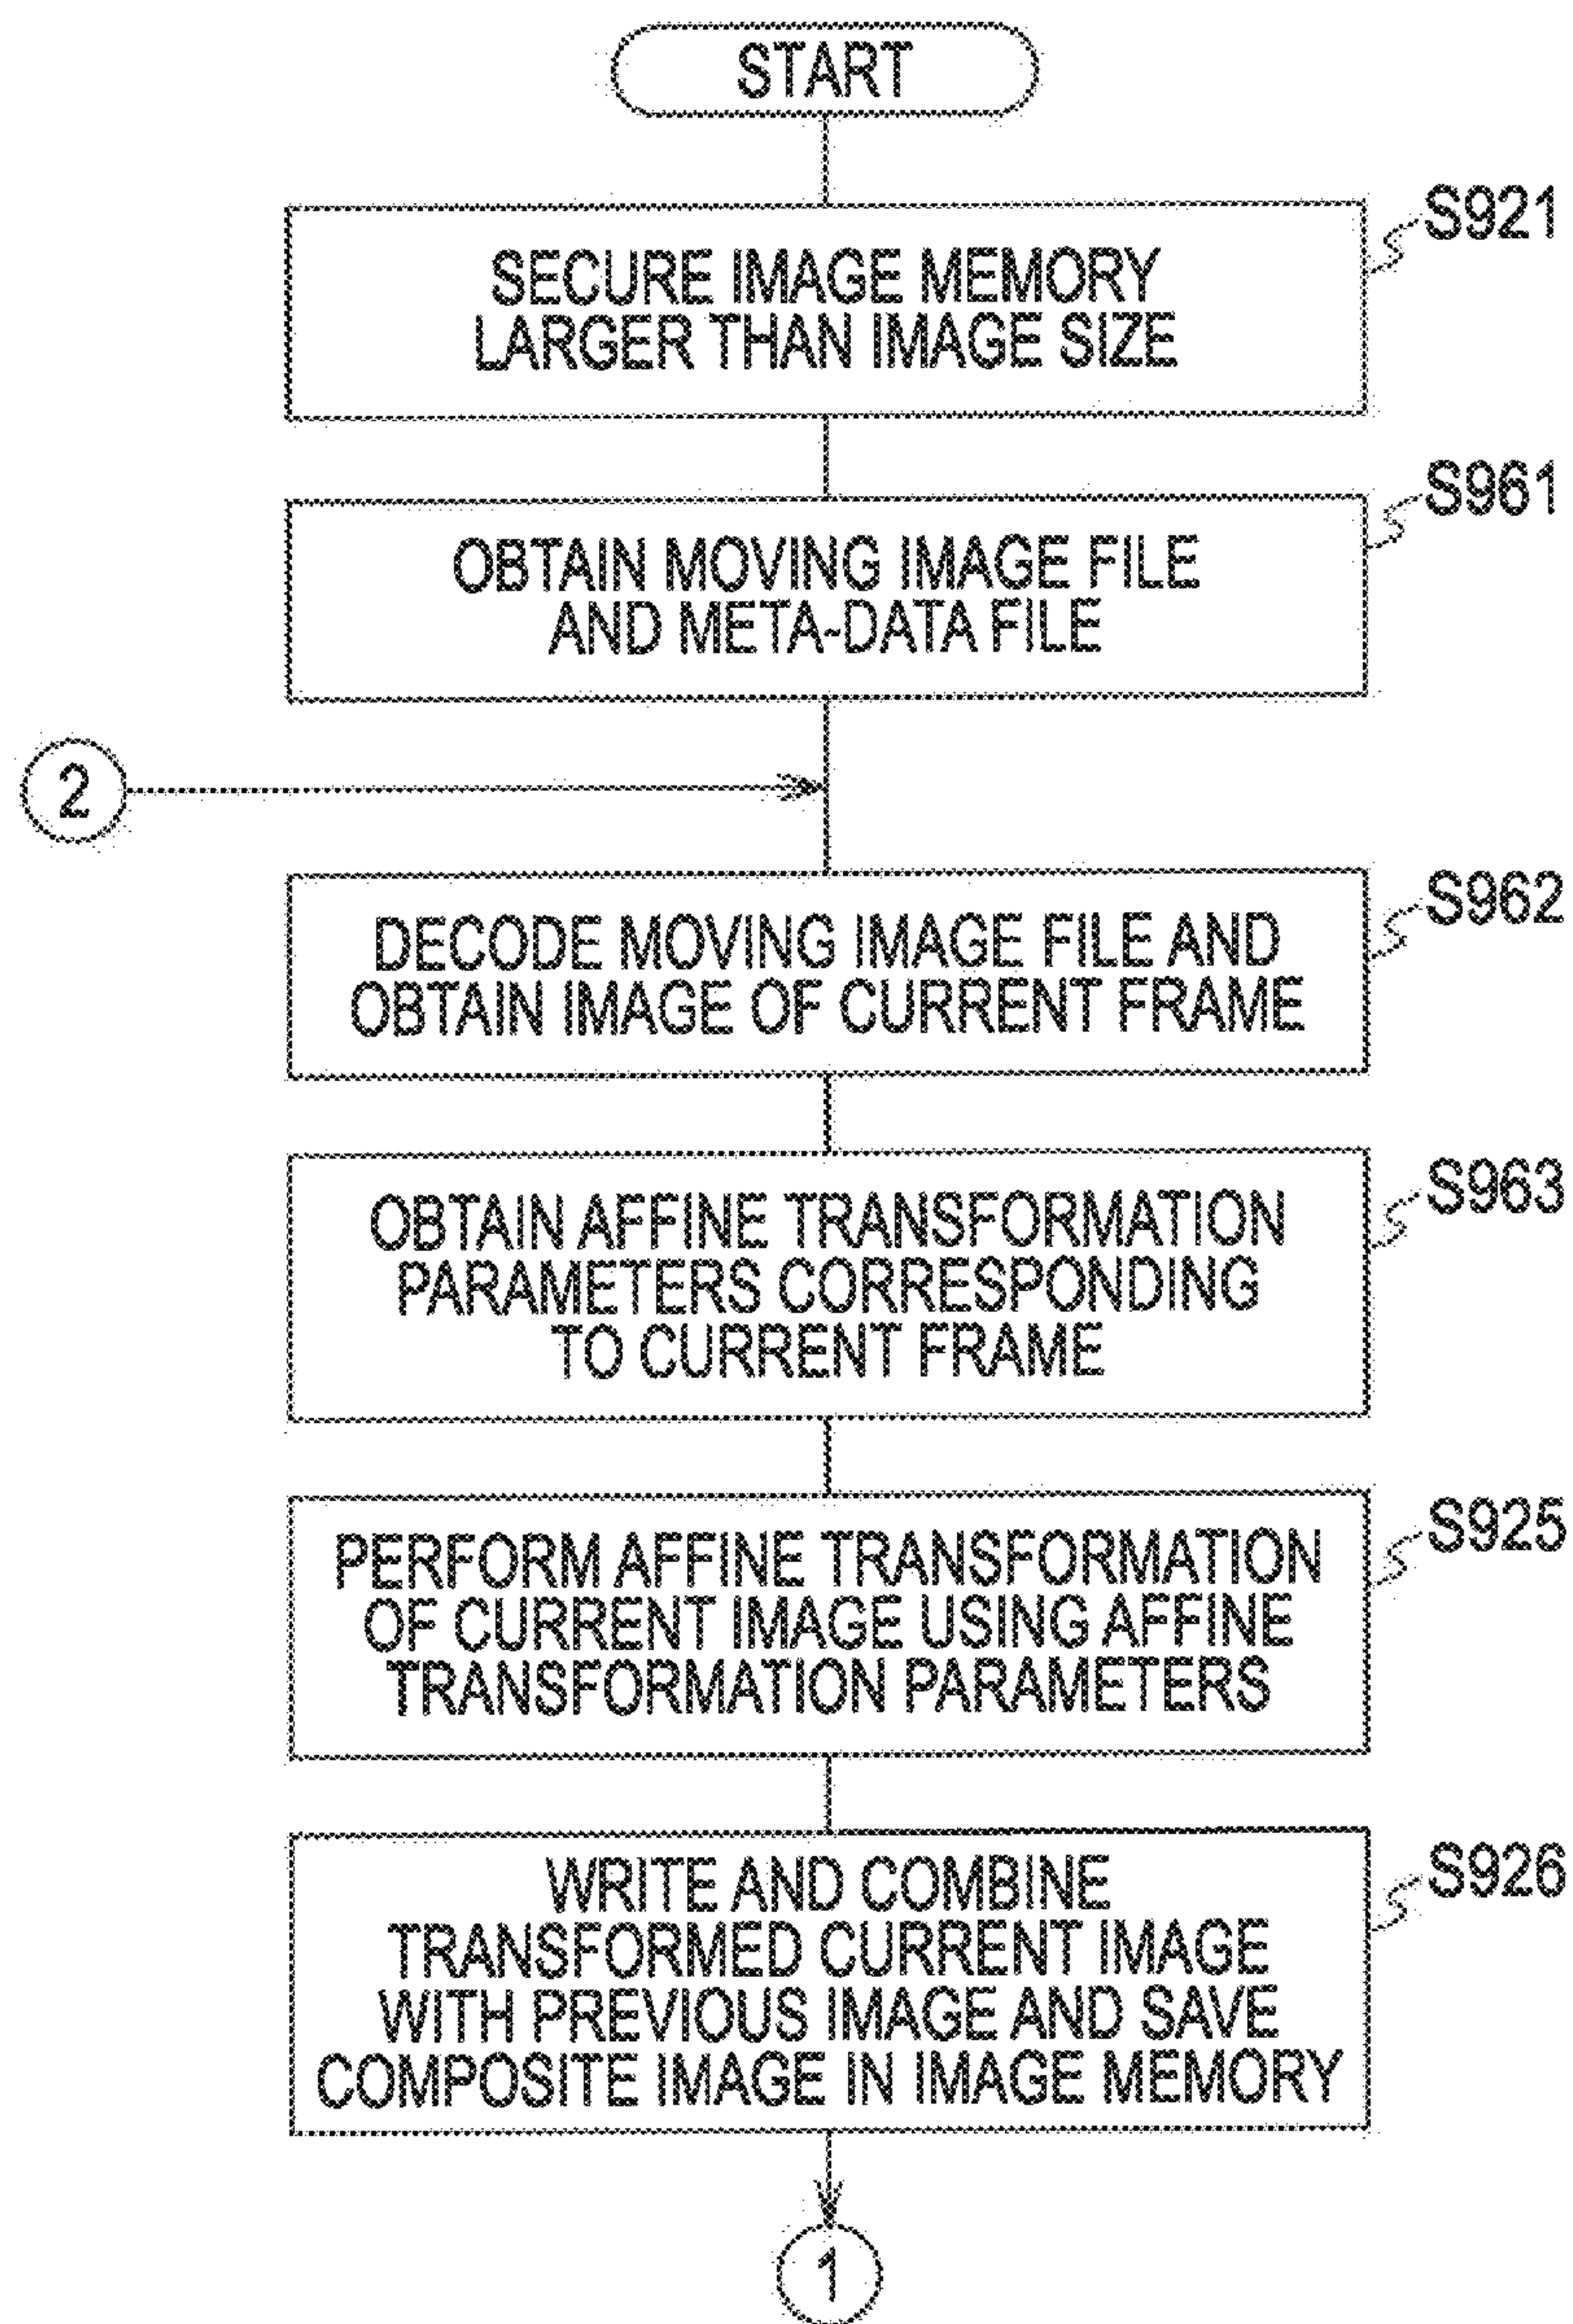 START
S921
SECURE IMAGE MEMORY
LARGER THAN IMAGE SIZE
S961
OBTAIN MOVING IMAGE FILE
AND META-DATA FILE
2
S962
DECODE MOVING IMAGE FILE AND
OBTAIN IMAGE OF CURRENT FRAME
S963
OBTAIN AFFINE TRANSFORMATION
PARAMETERS CORRESPONDING
TO CURRENT FRAME
S925
PERFORM AFFINE TRANSFORMATION
OF CURRENT IMAGE USING AFFINE
TRANSFORMATION PARAMETERS
S926
WRITE AND COMBINE
TRANSFORMED CURRENT IMAGE
WITH PREVIOUS IMAGE AND SAVE
COMPOSITE IMAGE IN IMAGE MEMORY
1